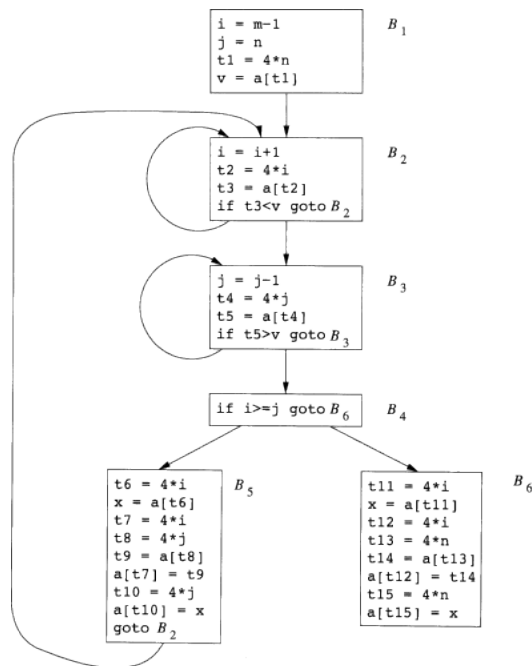 i = m-1
j = n
t1 = 4*n
v = a[t1]
B1
i = i+1
t2 = 4*i
t3 = a[t2]
if t3<v goto B2
B2
j = j-1
t4 = 4*j
t5 = a[t4]
if t5>v goto B3
B3
if i>=j goto B6
B4
t6 = 4*i
x = a[t6]
t7 = 4*i
t8 = 4*j
t9 = a[t8]
a[t7] = t9
t10 = 4*j
a[t10] = x
goto B2
B5
t11 = 4*i
x = a[t11]
t12 = 4*i
t13 = 4*n
t14 = a[t13]
a[t12] = t14
t15 = 4*n
a[t15] = x
B6